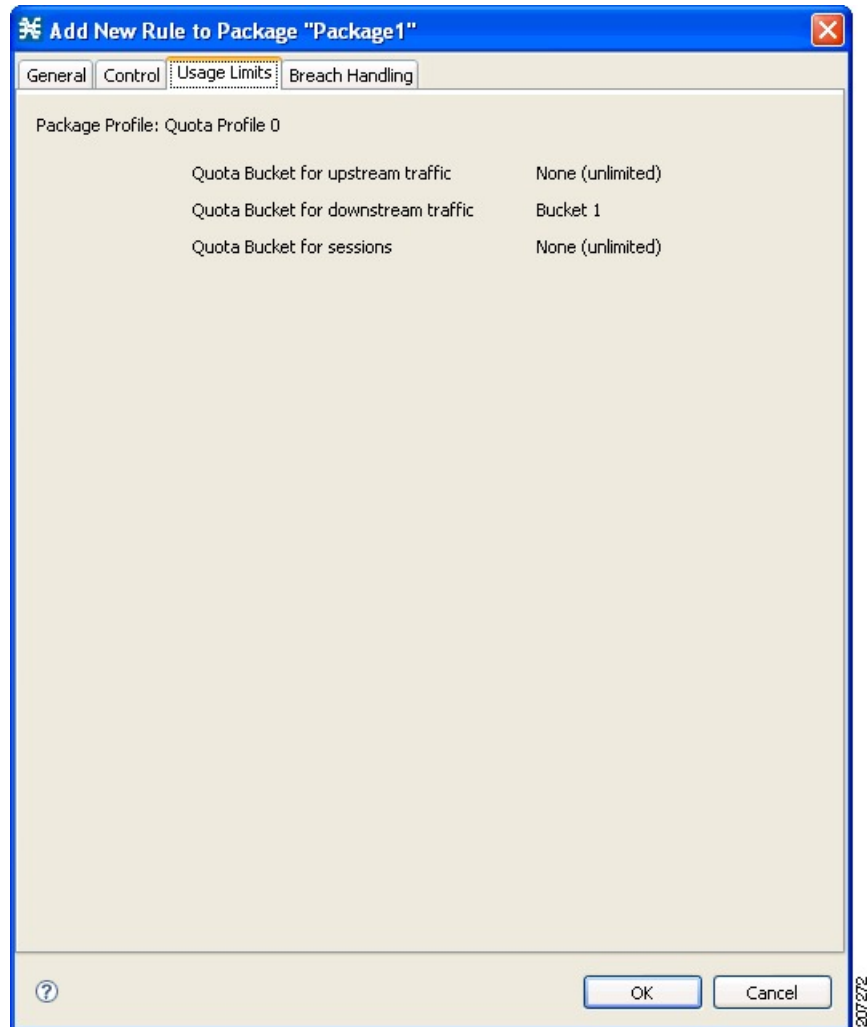 Add New Rule to Package "Package1"
General Control Usage Limits Breach Handling
Package Profile: Quota Profile 0
Quota Bucket for upstream traffic None (unlimited)
Quota Bucket for downstream traffic Bucket 1
Quota Bucket for sessions None (unlimited)
? OK Cancel
207272